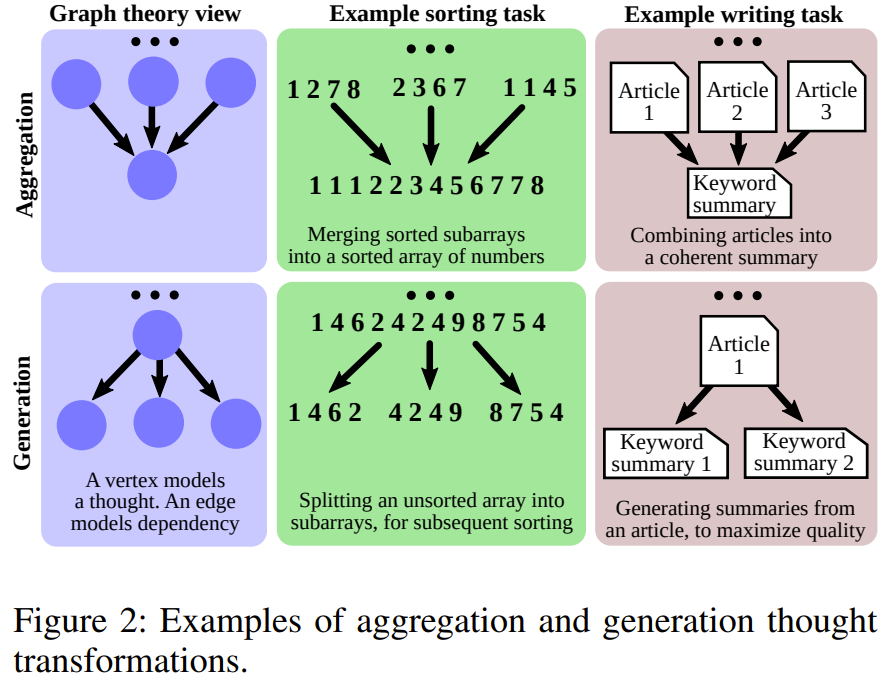 Graph theory view
Example sorting task
Example writing task
Aggregation
1 2 7 8
2 3 6 7
1 1 4 5
1 1 1 2 2 3 4 5 6 7 7 8
Merging sorted subarrays
into a sorted array of numbers
Article
1
Article
2
Article
3
Keyword
summary
Combining articles into
a coherent summary
Generation
A vertex models
a thought. An edge
models dependency
1 4 6 2 4 2 4 9 8 7 5 4
1 4 6 2
4 2 4 9
8 7 5 4
Splitting an unsorted array into
subarrays, for subsequent sorting
Article
1
Keyword
summary 1
Keyword
summary 2
Generating summaries from
an article, to maximize quality
Figure 2: Examples of aggregation and generation thought
transformations.